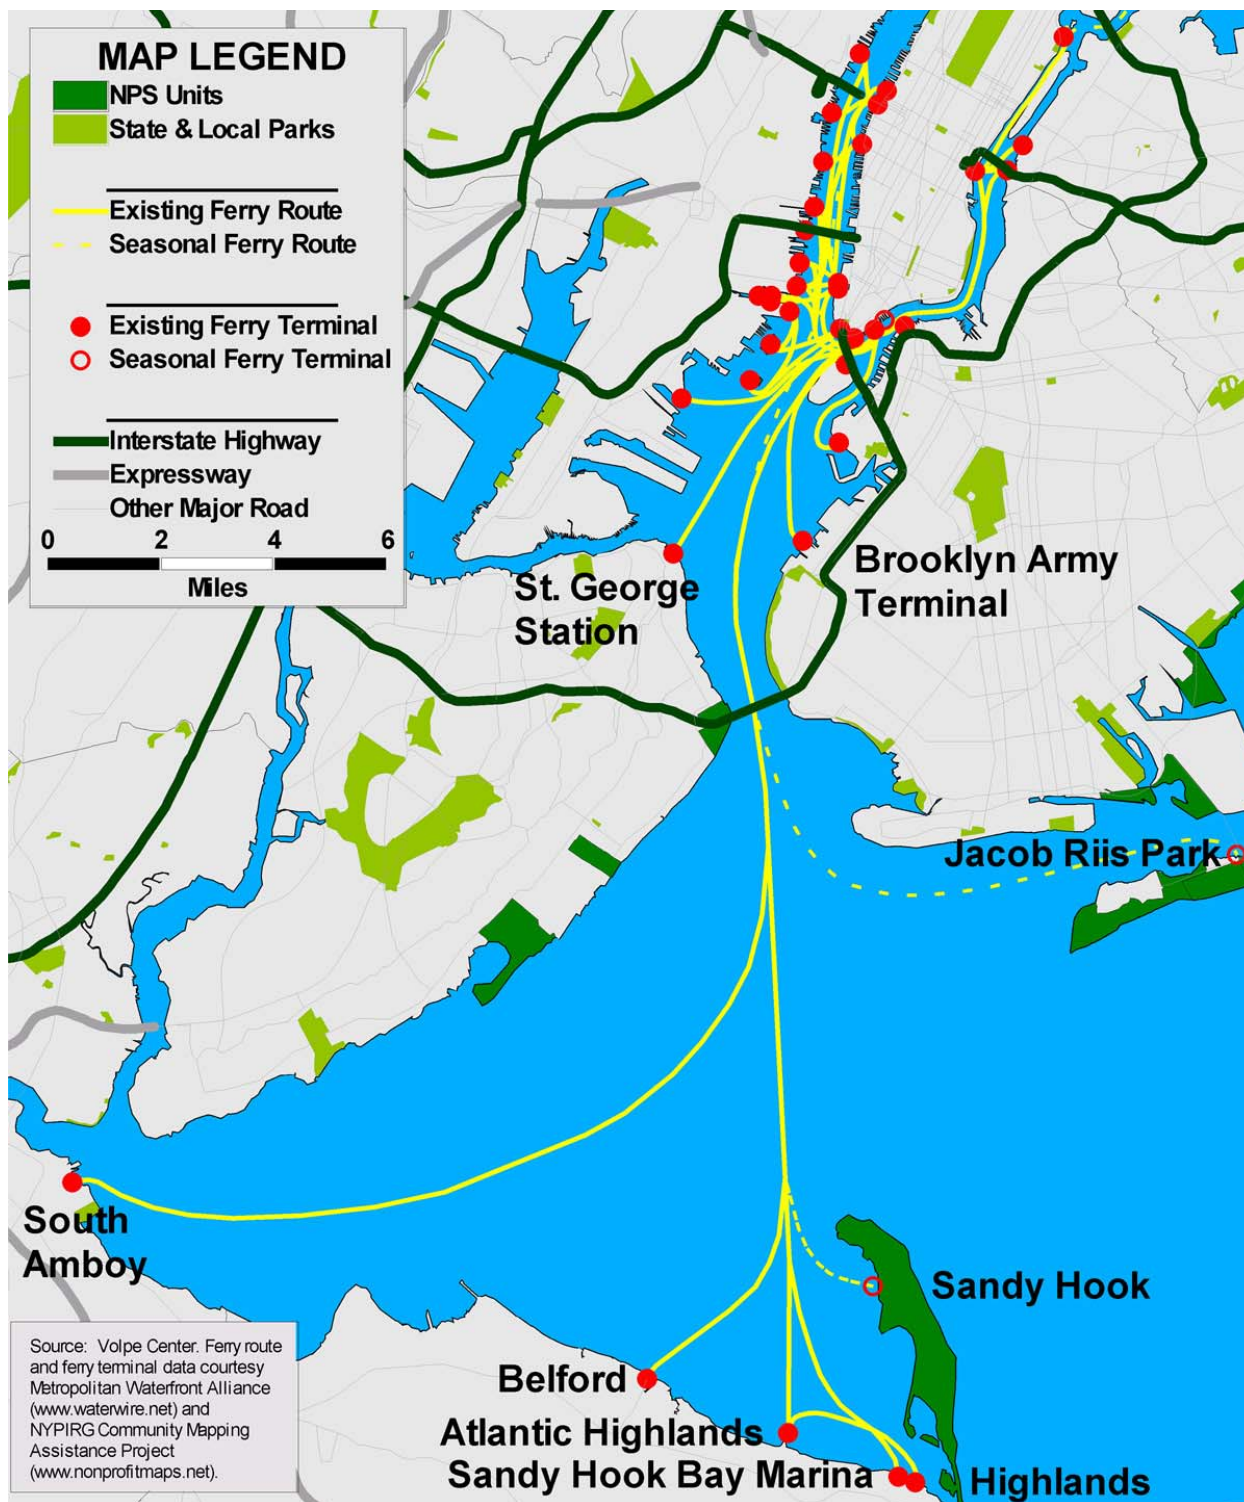 MAP LEGEND
NPS Units
State & Local Parks
Existing Ferry Route
Seasonal Ferry Route
Existing Ferry Terminal
Seasonal Ferry Terminal
Interstate Highway
Expressway
Other Major Road
0 2 4 6
Miles
St. George
Station
Brooklyn Army
Terminal
Jacob Riis Park
South
Amboy
Sandy Hook
Belford
Atlantic Highlands
Sandy Hook Bay Marina
Highlands
Source: Volpe Center. Ferry route
and ferry terminal data courtesy
Metropolitan Waterfront Alliance
(www.waterwire.net) and
NYPIRG Community Mapping
Assistance Project
(www.nonprofitmaps.net).